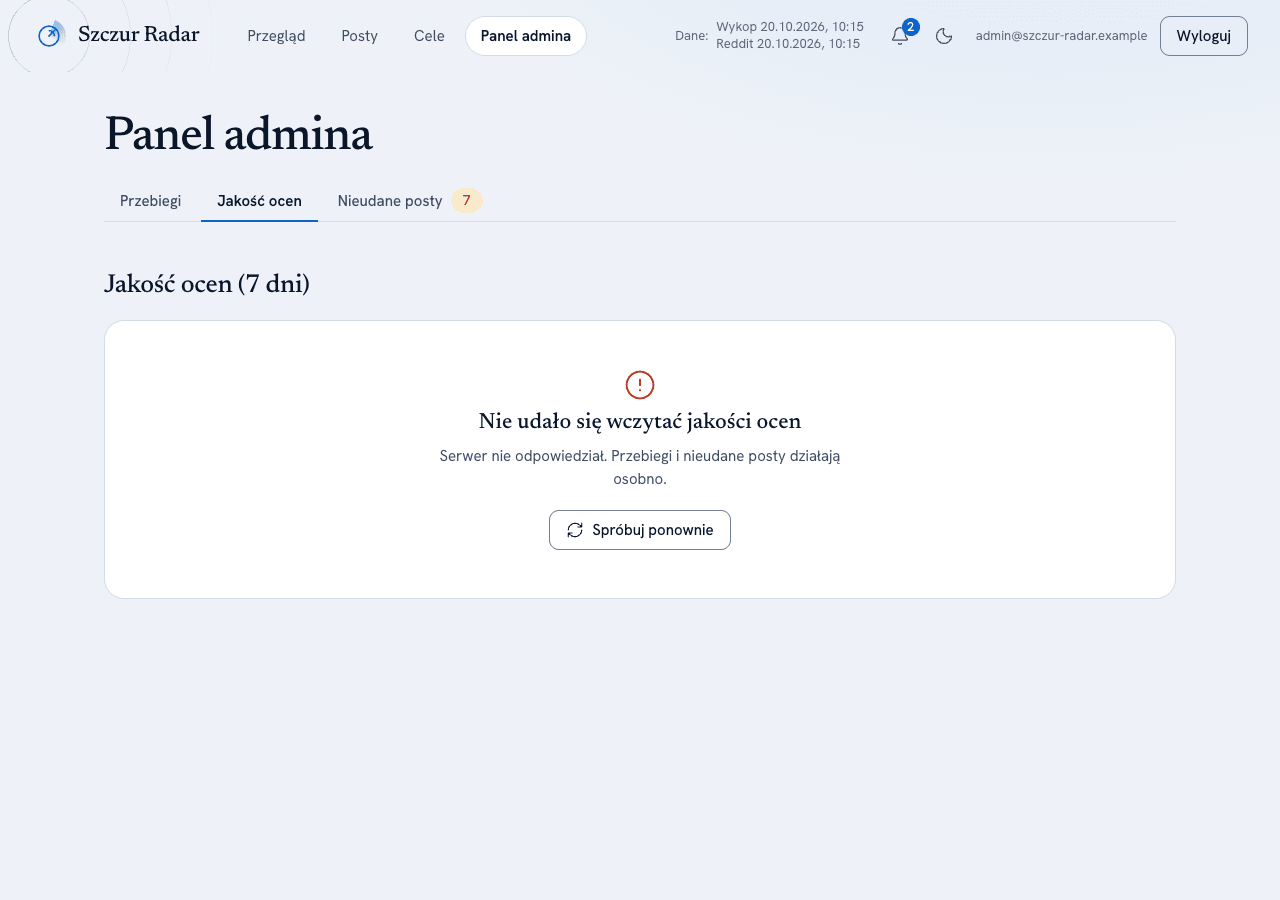 Szczur Radar
Przegląd
Posty
Cele
Panel admina
Dane:
Wykop 20.10.2026, 10:15
Reddit 20.10.2026, 10:15
2
admin@szczur-radar.example
Wyloguj
Panel admina
Przebiegi
Jakość ocen
Nieudane posty 7
Jakość ocen (7 dni)
Nie udało się wczytać jakości ocen
Serwer nie odpowiedział. Przebiegi i nieudane posty działają
osobno.
Spróbuj ponownie